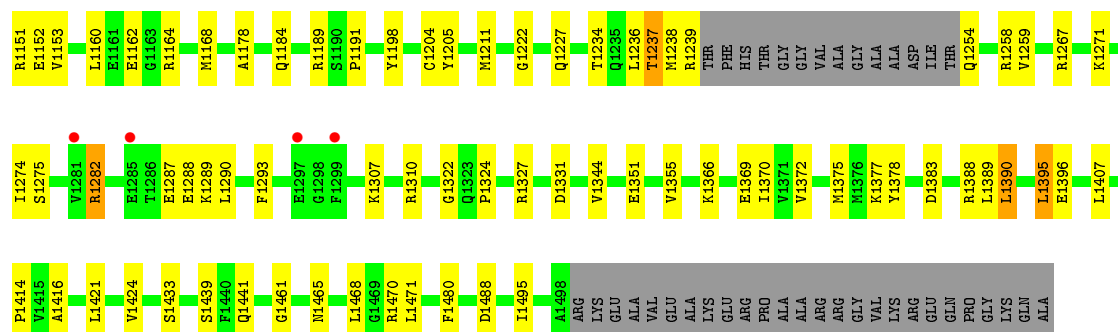 R1151 E1152 V1153 L1160 E1161 E1162 G1163 R1164 M1168 A1178 Q1184 R1189 S1190 P1191 Y1198 C1204 Y1205 M1211 G1222 Q1227 T1234 Q1235 L1236 T1237 M1238 R1239 THR PHE HIS THR GLY GLY VAL ALA GLY ALA ALA ASP ILE THR Q1254 R1258 V1259 R1267 K1271
I1274 S1275 V1281 R1282 E1285 T1286 E1287 E1288 K1289 L1290 F1293 E1297 G1298 F1299 K1307 R1310 G1322 Q1323 P1324 R1327 D1331 V1344 E1351 V1355 K1366 E1369 I1370 V1371 V1372 M1375 M1376 K1377 Y1378 D1383 R1388 L1389 L1390 L1395 E1396 L1407
P1414 V1415 A1416 L1421 V1424 S1433 S1439 F1440 Q1441 G1461 N1465 L1468 G1469 R1470 L1471 F1480 D1488 I1495 A1498 ARG LYS GLU ALA VAL GLU ALA LYS GLU ARG PRO ALA ALA ARG ARG GLY VAL LYS ARG GLU GLN PRO GLY LYS GLN ALA